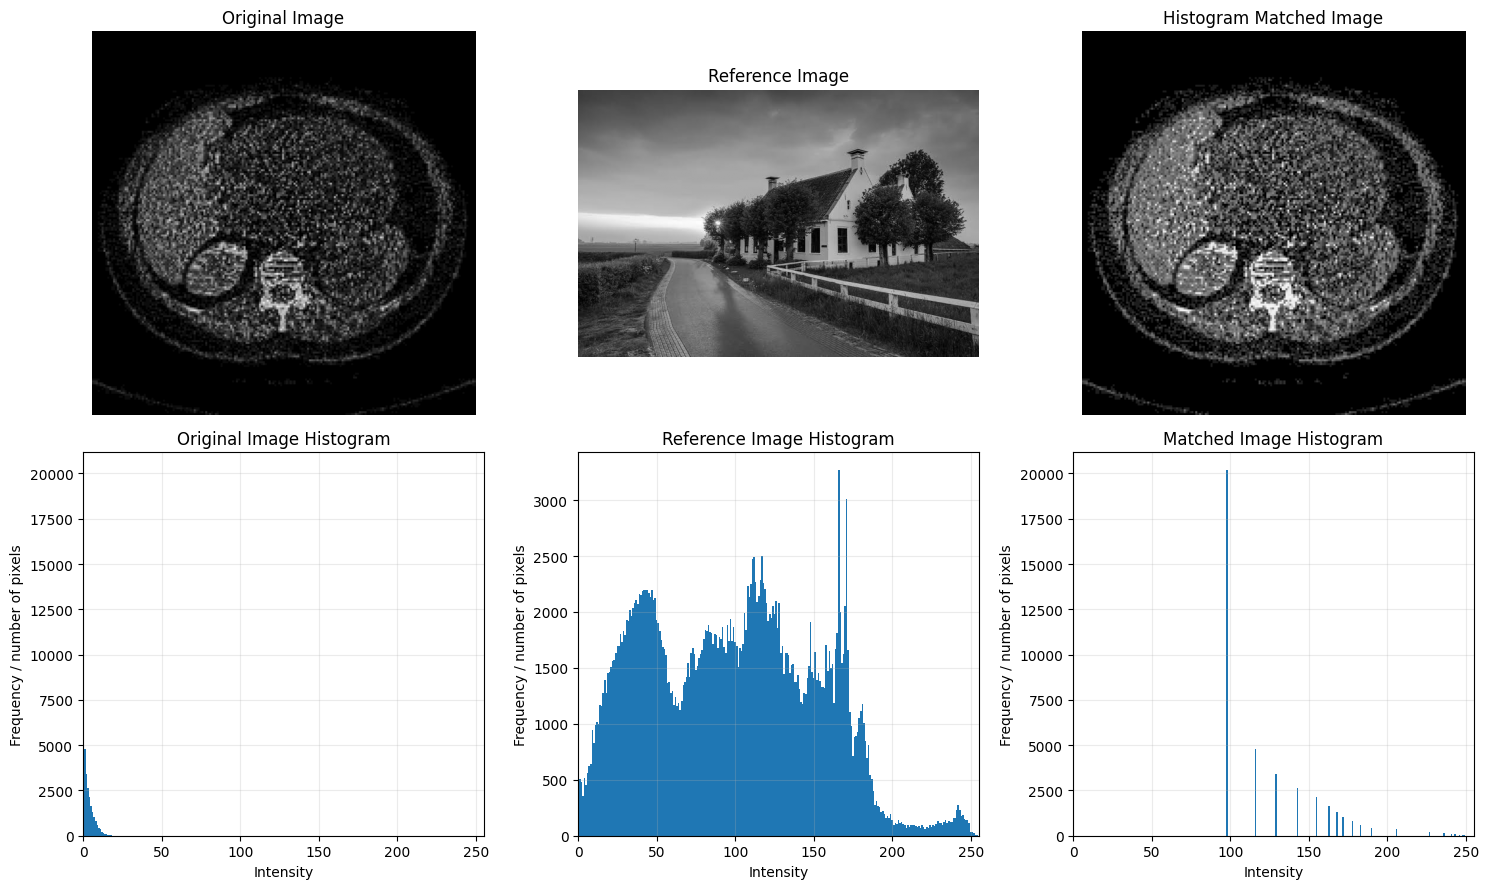 Original Image
Reference Image
Histogram Matched Image
Original Image Histogram
Frequency / number of pixels
20000
17500
15000
12500
10000
7500
5000
2500
0
0 50 100 150 200 250
Intensity
Reference Image Histogram
Frequency / number of pixels
3000
2500
2000
1500
1000
500
0
0 50 100 150 200 250
Intensity
Matched Image Histogram
Frequency / number of pixels
20000
17500
15000
12500
10000
7500
5000
2500
0
0 50 100 150 200 250
Intensity